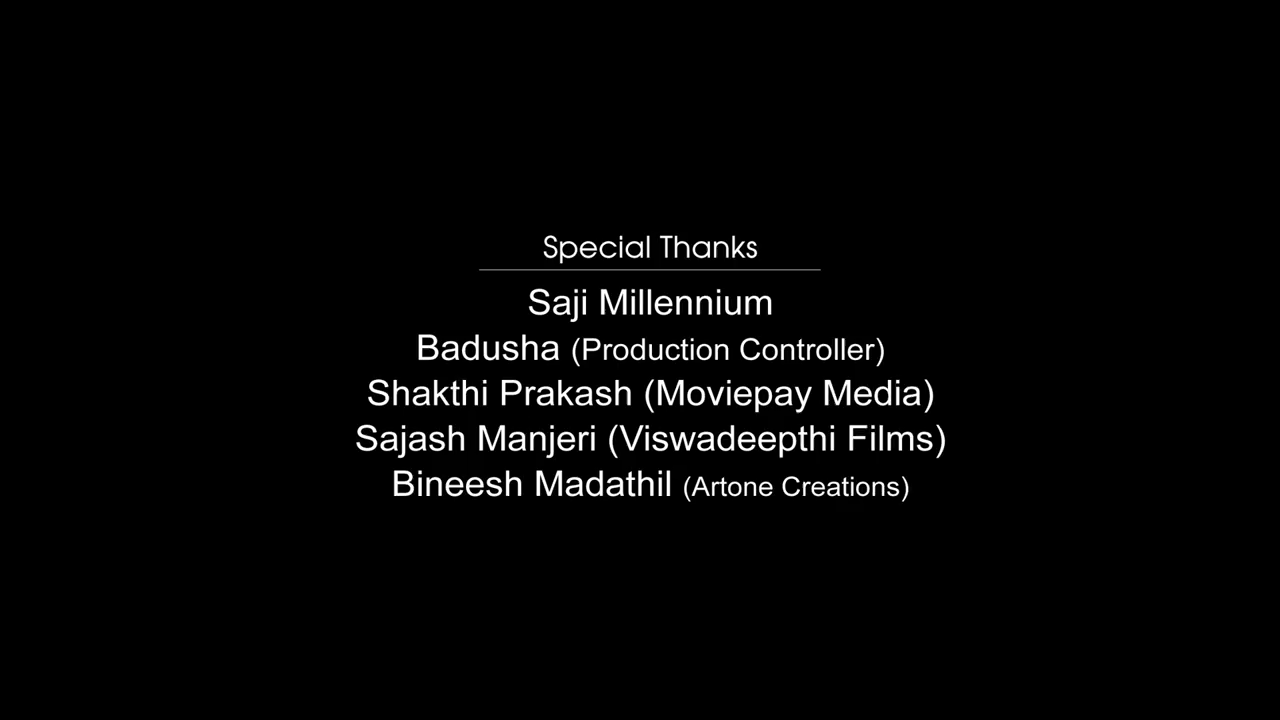 Special Thanks
Saji Millennium
Badusha (Production Controller)
Shakthi Prakash (Moviepay Media)
Sajash Manjeri (Viswadeepthi Films)
Bineesh Madathil (Artone Creations)